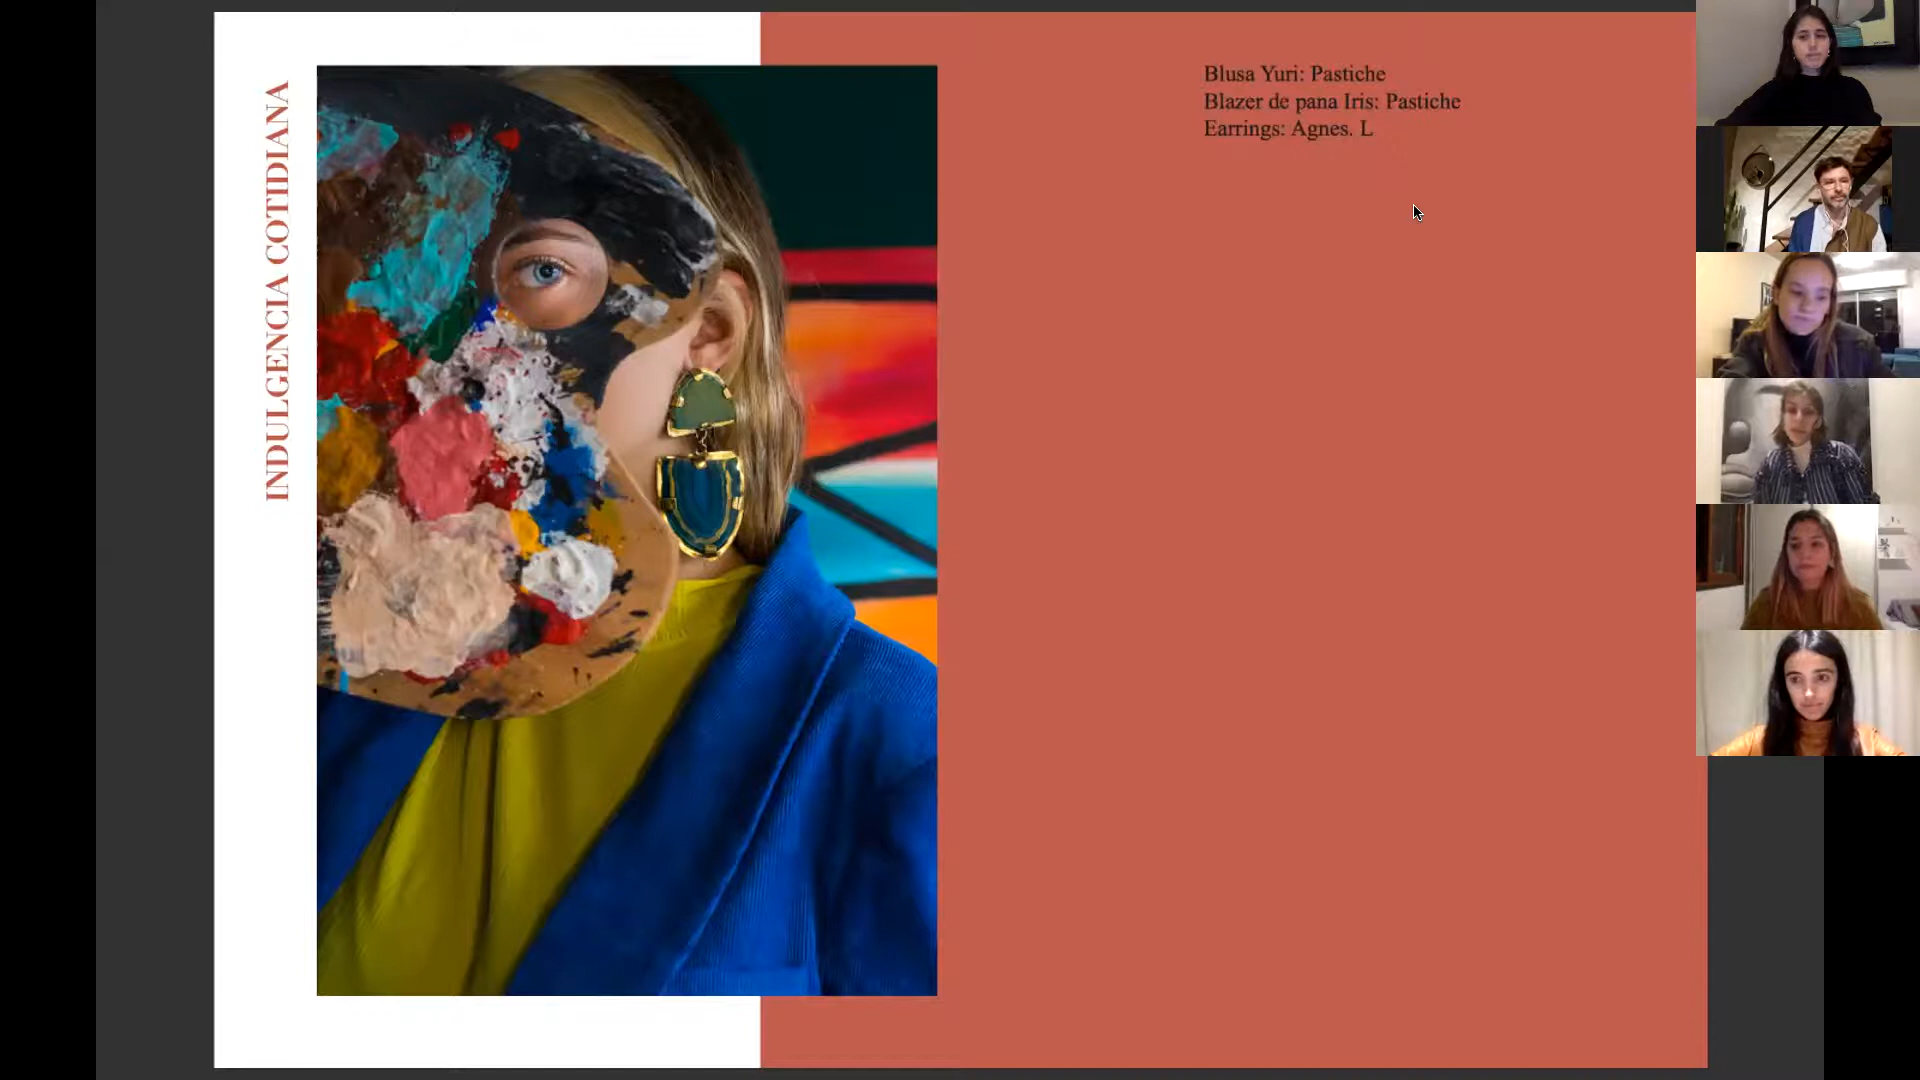 INDULGENCIA COTIDIANA
Blusa Yuri: Pastiche
Blazer de pana Iris: Pastiche
Earrings: Agnes. L